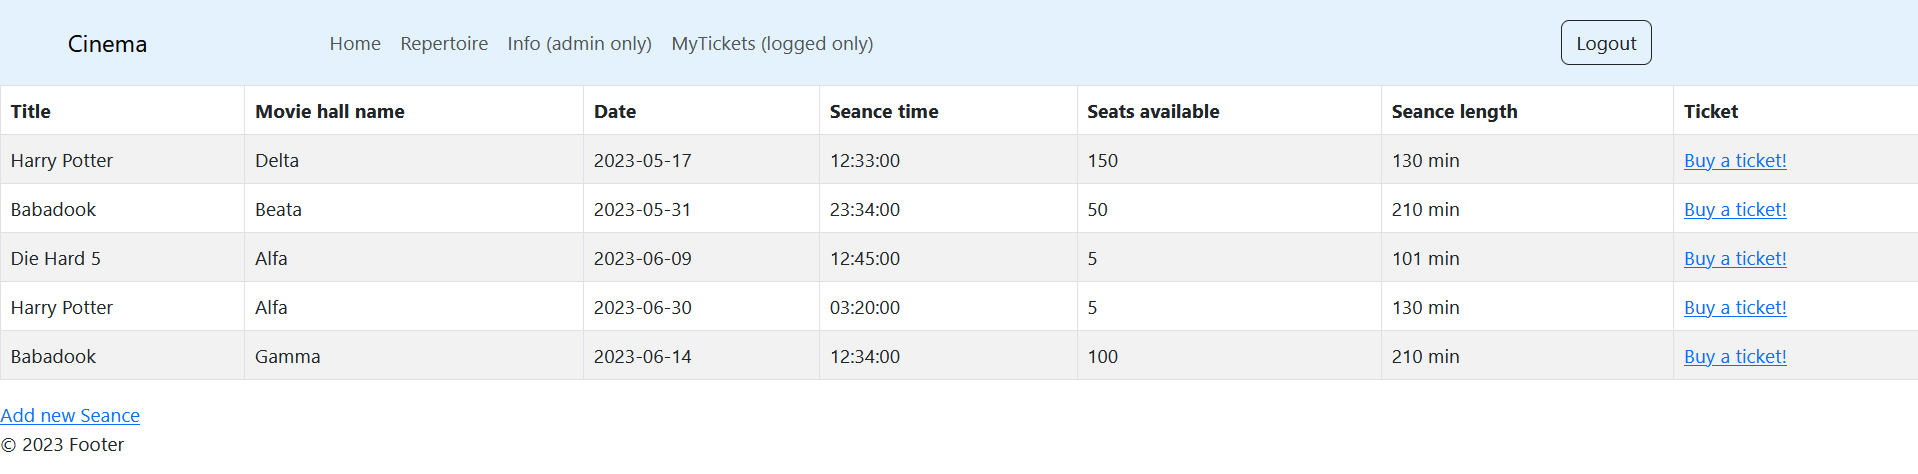 Cinema Home Repertoire Info (admin only) MyTickets (logged only) Logout
Title Movie hall name Date Seance time Seats available Seance length Ticket
Harry Potter Delta 2023-05-17 12:33:00 150 130 min Buy a ticket!
Babadook Beata 2023-05-31 23:34:00 50 210 min Buy a ticket!
Die Hard 5 Alfa 2023-06-09 12:45:00 5 101 min Buy a ticket!
Harry Potter Alfa 2023-06-30 03:20:00 5 130 min Buy a ticket!
Babadook Gamma 2023-06-14 12:34:00 100 210 min Buy a ticket!
Add new Seance
© 2023 Footer